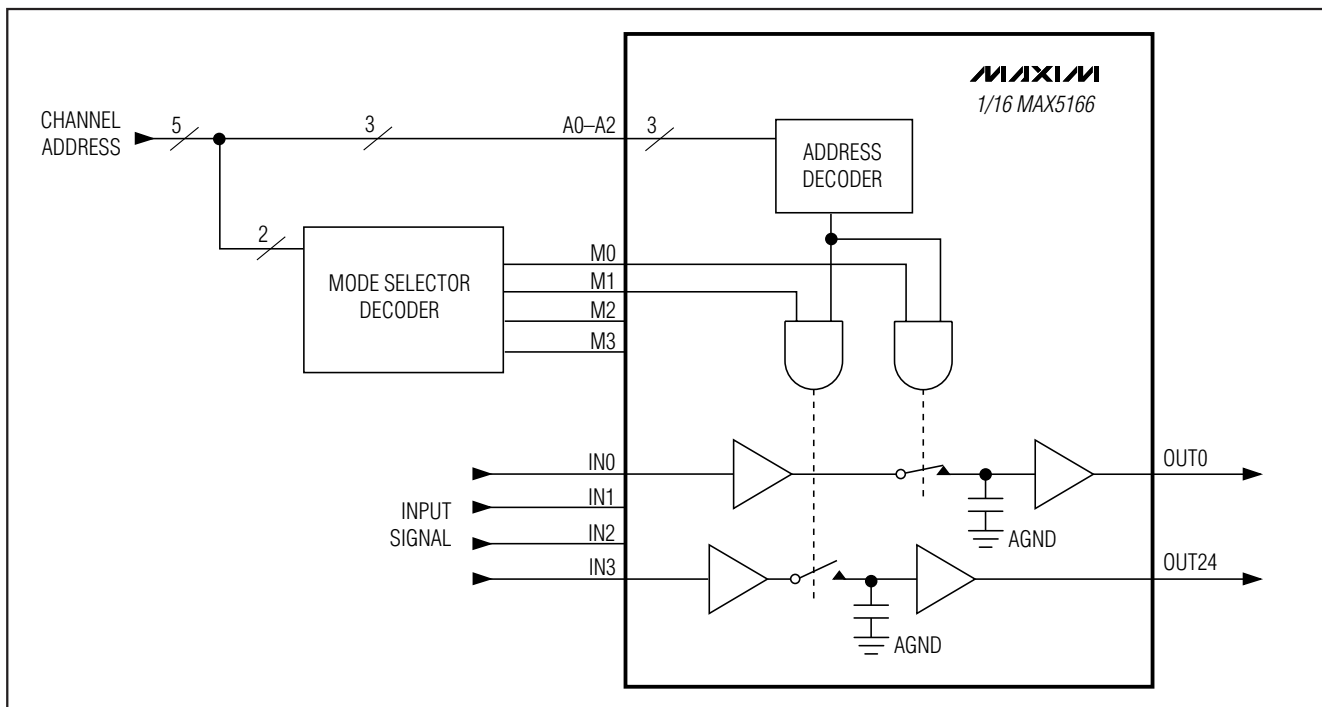 MAXIM
1/16 MAX5166
CHANNEL
ADDRESS
5
3
A0–A2
3
ADDRESS
DECODER
2
MODE SELECTOR
DECODER
M0
M1
M2
M3
INPUT
SIGNAL
IN0
IN1
IN2
IN3
OUT0
AGND
OUT24
AGND